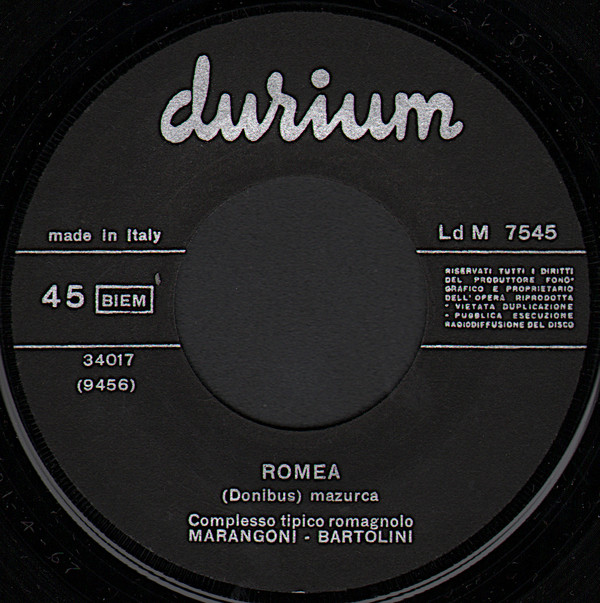 durium
made in Italy
Ld M 7545
45 BIEM
RISERVATI TUTTI I DIRITTI
DEL PRODUTTORE FONO-
GRAFICO E PROPRIETARIO
DELL'OPERA RIPRODOTTA
- VIETATA DUPLICAZIONE
- PUBBLICA ESECUZIONE
RADIODIFFUSIONE DEL DISCO
34017
(9456)
ROMEA
(Donibus) mazurca
Complesso tipico romagnolo
MARANGONI - BARTOLINI